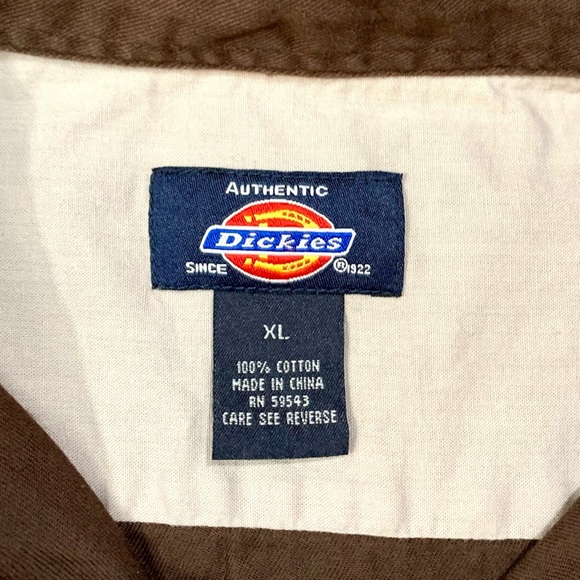 AUTHENTIC
Dickies
SINCE ® 1922
XL
100% COTTON
MADE IN CHINA
RN 59543
CARE SEE REVERSE